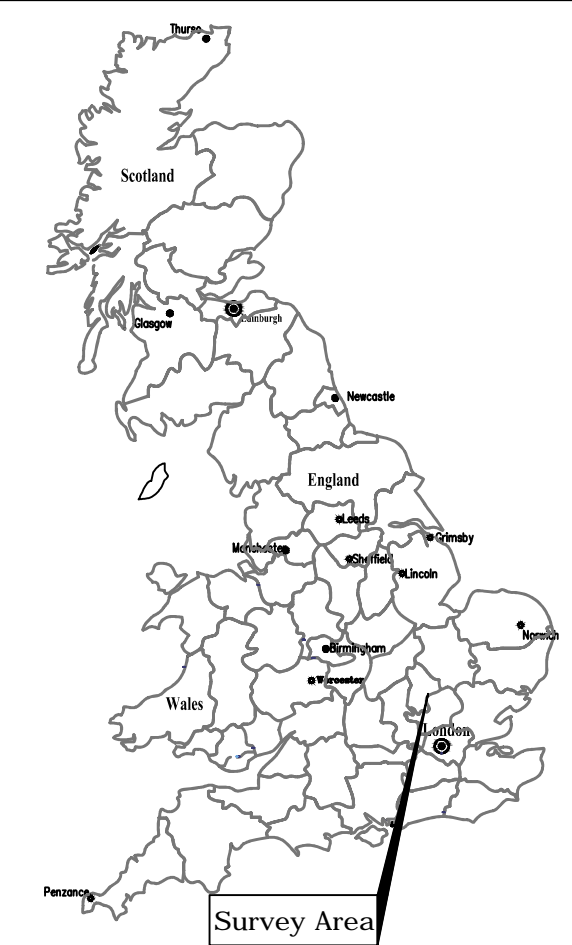 Thurso
Scotland
Edinburgh
Glasgow
Newcastle
England
Leeds
Grimsby
Manchester
Sheffield
Lincoln
Norwich
Birmingham
Worcester
Wales
London
Penzance
Survey Area